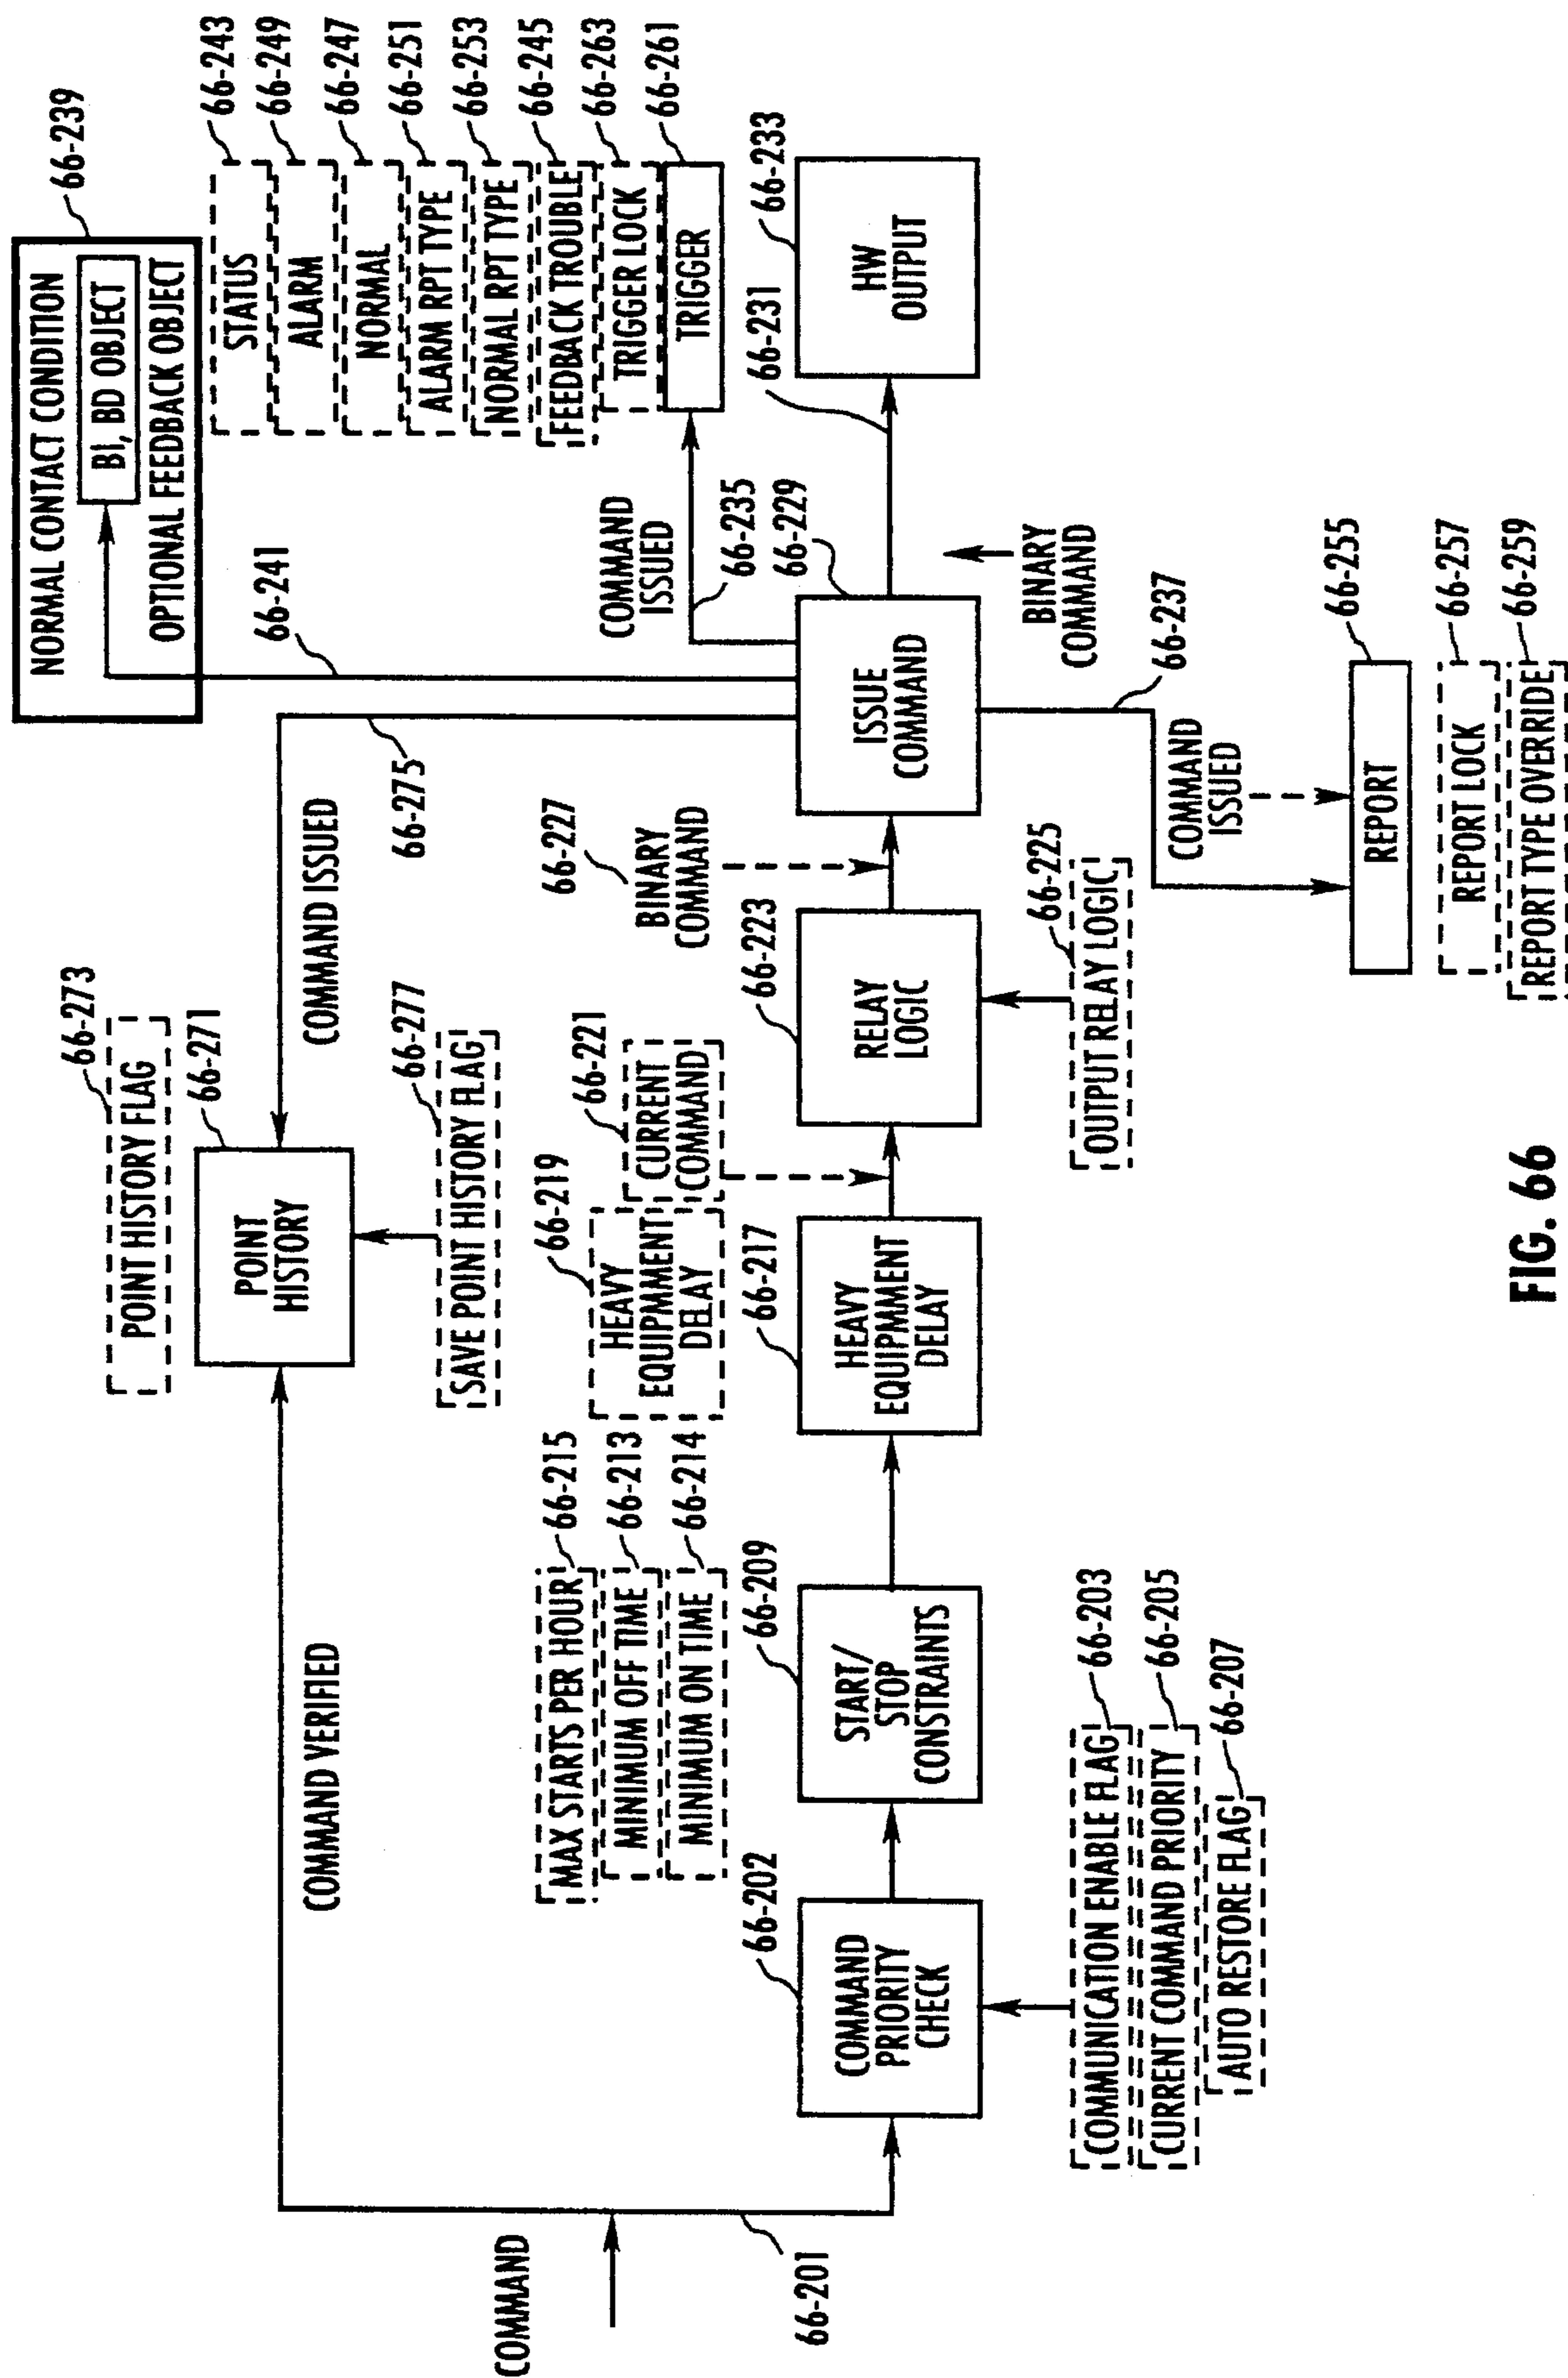 NORMAL CONTACT CONDITION
BI, BD OBJECT
OPTIONAL FEEDBACK OBJECT
66-239
66-241
STATUS
66-243
ALARM
66-249
NORMAL
66-247
ALARM RPT TYPE
66-251
NORMAL RPT TYPE
66-253
FEEDBACK TROUBLE
66-245
TRIGGER LOCK
66-263
TRIGGER
66-261
COMMAND
ISSUED
66-235
66-229
66-231
66-233
HW
OUTPUT
POINT HISTORY FLAG
66-273
66-271
POINT
HISTORY
COMMAND VERIFIED
COMMAND ISSUED
66-275
SAVE POINT HISTORY FLAG
66-277
COMMAND
66-201
MAX STARTS PER HOUR
66-215
MINIMUM OFF TIME
66-213
MINIMUM ON TIME
66-214
HEAVY
EQUIPMMENT
DELAY
66-219
CURRENT
COMMAND
66-221
66-227
BINARY
COMMAND
66-202
COMMAND
PRIORITY
CHECK
66-209
START/
STOP
CONSTRAINTS
66-217
HEAVY
EQUIPMMENT
DELAY
66-223
RELAY
LOGIC
ISSUE
COMMAND
BINARY
COMMAND
66-237
COMMUNICATION ENABLE FLAG
66-203
CURRENT COMMAND PRIORITY
66-205
AUTO RESTORE FLAG
66-207
OUTPUT RELAY LOGIC
66-225
COMMAND
ISSUED
REPORT
66-255
REPORT LOCK
66-257
REPORT TYPE OVERRIDE
66-259
FIG. 66